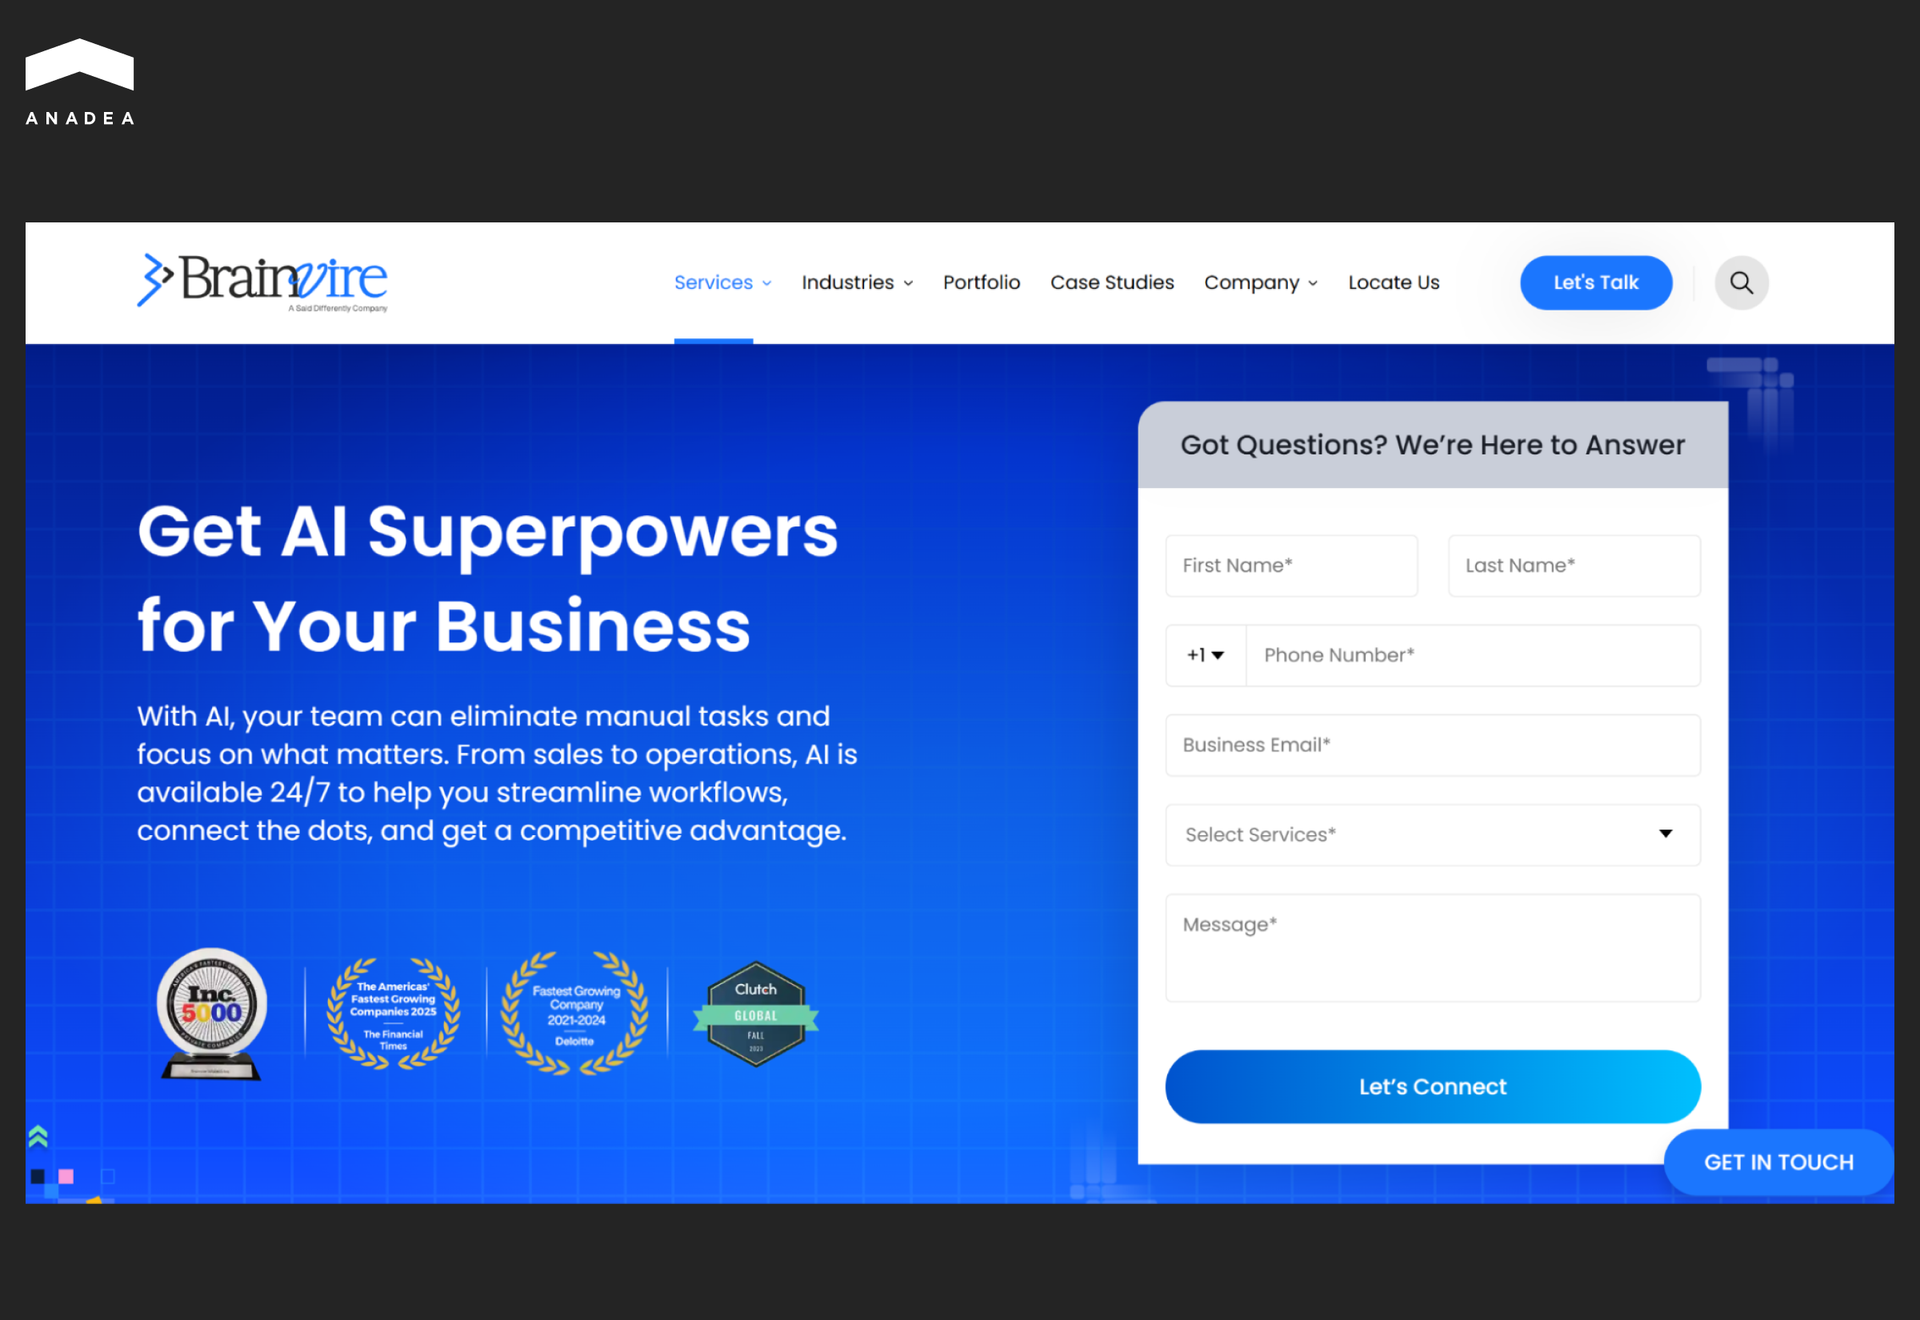 ANADEA
Brainvire
A Said Differently Company
Services
Industries
Portfolio
Case Studies
Company
Locate Us
Let's Talk
Get AI Superpowers
for Your Business
With AI, your team can eliminate manual tasks and
focus on what matters. From sales to operations, AI is
available 24/7 to help you streamline workflows,
connect the dots, and get a competitive advantage.
Inc.
5000
The Americas'
Fastest Growing
Companies 2025
The Financial
Times
Fastest Growing
Company
2021-2024
Deloitte
Clutch
GLOBAL
FALL
2023
Got Questions? We’re Here to Answer
First Name*
Last Name*
+1
Phone Number*
Business Email*
Select Services*
Message*
Let’s Connect
GET IN TOUCH